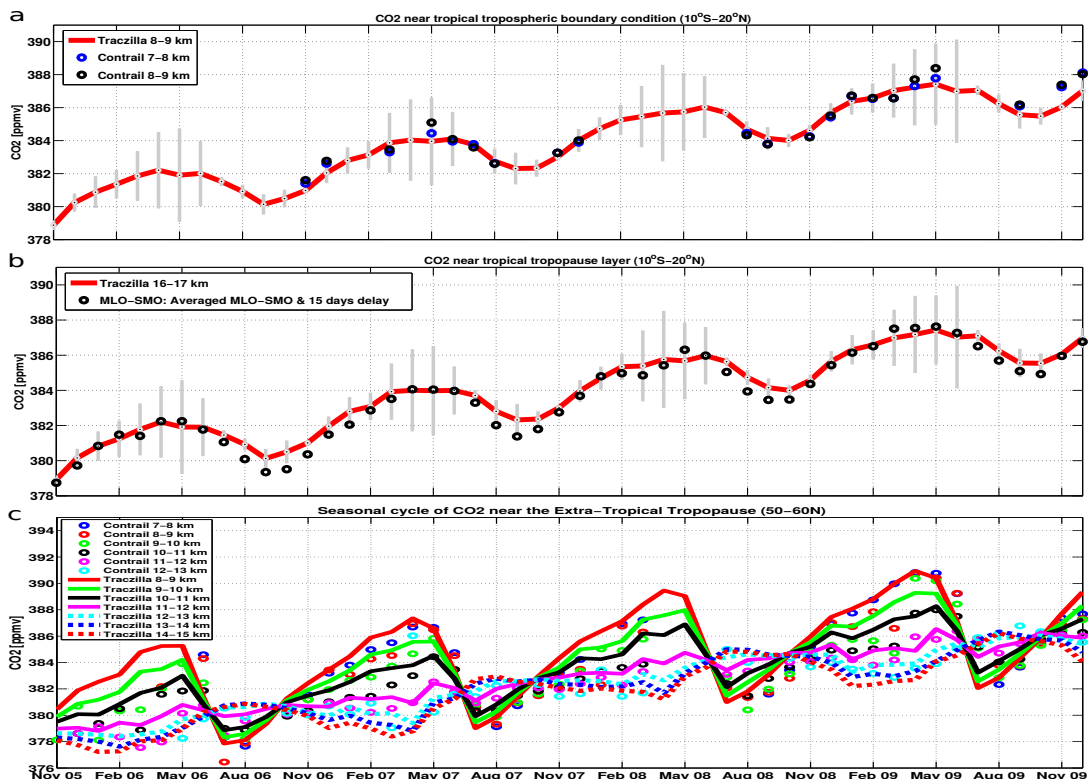 a
CO2 near tropical tropospheric boundary condition (10°S−20°N)
Traczilla 8−9 km
Contrail 7−8 km
Contrail 8−9 km
CO2 [ppmv]
390
388
386
384
382
380
378
b
CO2 near tropical tropopause layer (10°S−20°N)
Traczilla 16−17 km
MLO−SMO: Averaged MLO−SMO & 15 days delay
CO2 [ppmv]
390
388
386
384
382
380
378
c
Seasonal cycle of CO2 near the Extra−Tropical Tropopause (50−60N)
Contrail 7−8 km
Contrail 8−9 km
Contrail 9−10 km
Contrail 10−11 km
Contrail 11−12 km
Contrail 12−13 km
Traczilla 8−9 km
Traczilla 9−10 km
Traczilla 10−11 km
Traczilla 11−12 km
Traczilla 12−13 km
Traczilla 13−14 km
Traczilla 14−15 km
CO2 [ppmv]
394
392
390
388
386
384
382
380
378
376
Nov 05 Feb 06 May 06 Aug 06 Nov 06 Feb 07 May 07 Aug 07 Nov 07 Feb 08 May 08 Aug 08 Nov 08 Feb 09 May 09 Aug 09 Nov